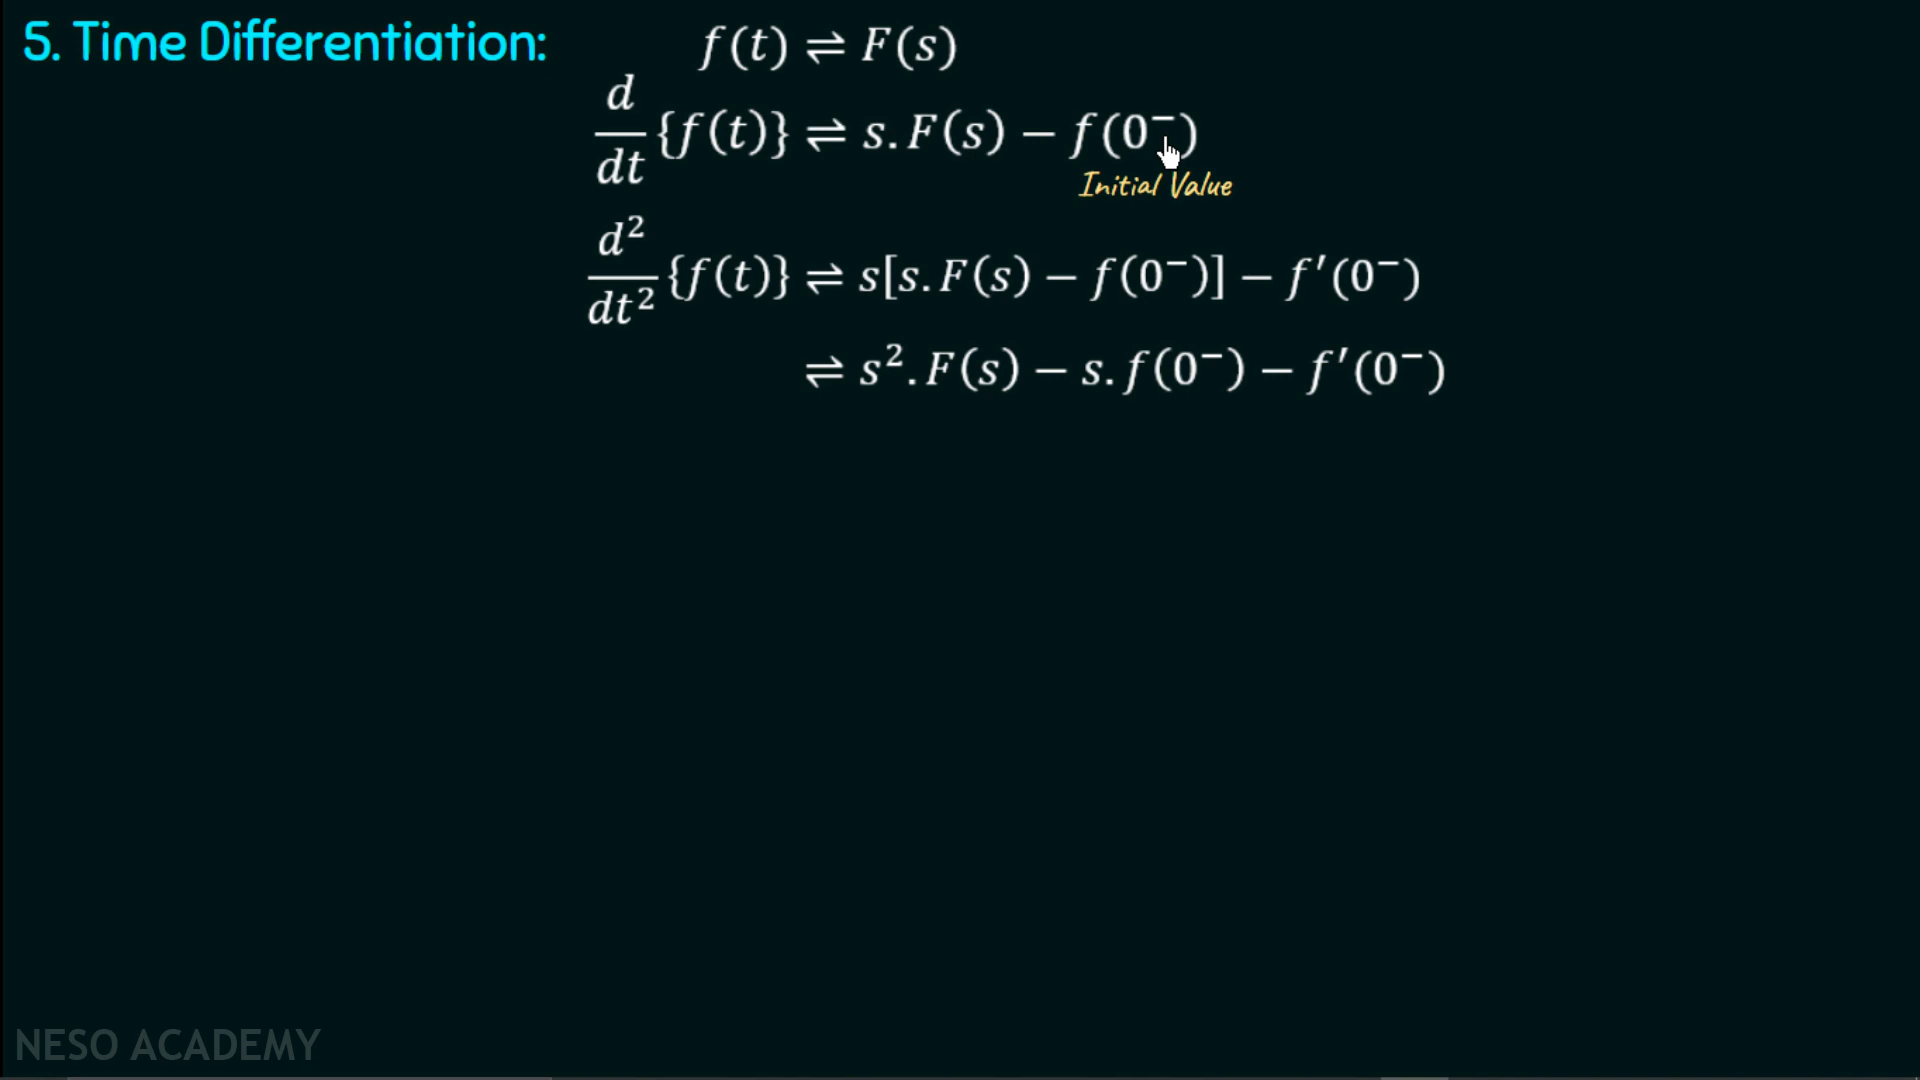 5. Time Differentiation:
f(t) ⇌ F(s)
d/dt {f(t)} ⇌ s.F(s) − f(0⁻)
Initial Value
d²/dt² {f(t)} ⇌ s[s.F(s) − f(0⁻)] − f′(0⁻)
⇌ s².F(s) − s.f(0⁻) − f′(0⁻)
NESO ACADEMY